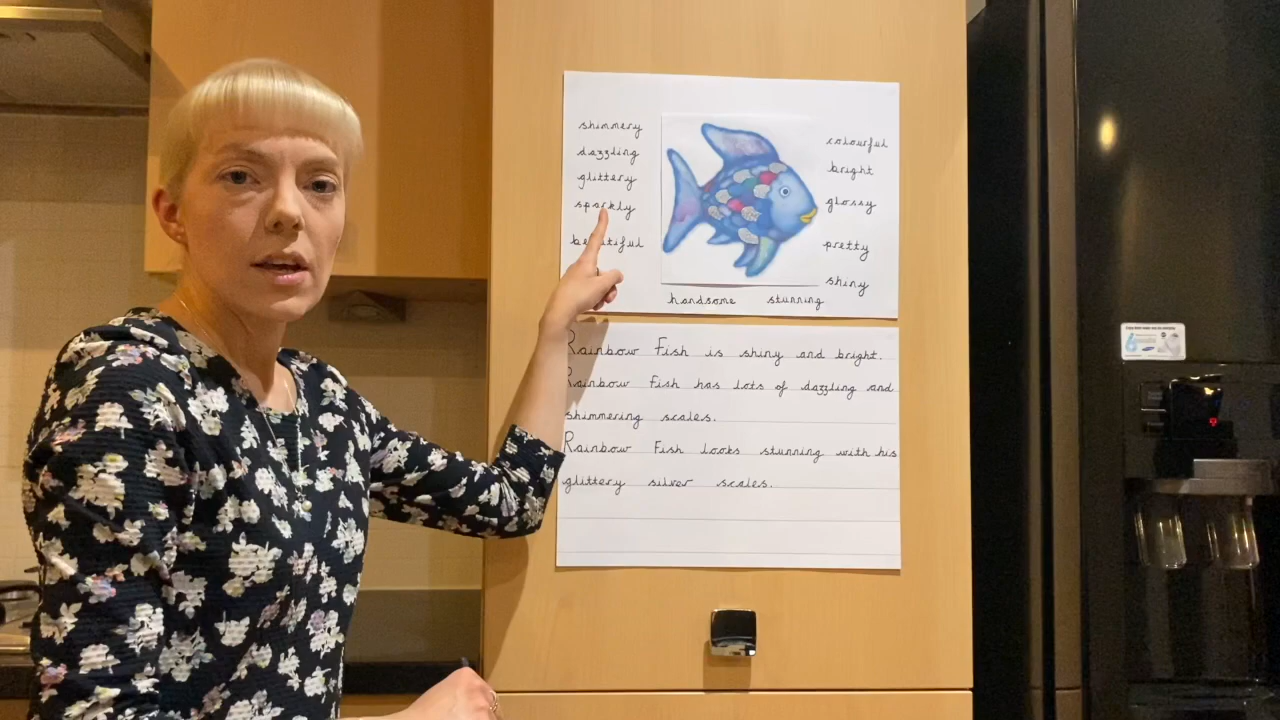 shimmery
dazzling
glittery
sparkly
beautiful
colourful
bright
glossy
pretty
shiny
handsome stunning
Rainbow Fish is shiny and bright.
Rainbow Fish has lots of dazzling and
shimmering scales.
Rainbow Fish looks stunning with his
glittery silver scales.